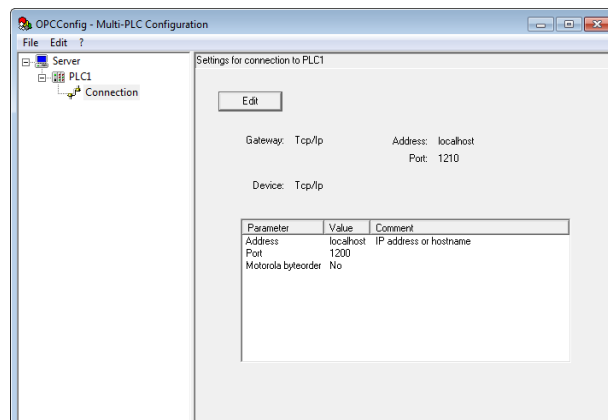 OPCConfig - Multi-PLC Configuration
File Edit ?
Server
PLC1
Connection
Settings for connection to PLC1
Edit
Gateway: Tcp/Ip
Address: localhost
Port: 1210
Device: Tcp/Ip
Parameter Value Comment
Address localhost IP address or hostname
Port 1200
Motorola byteorder No